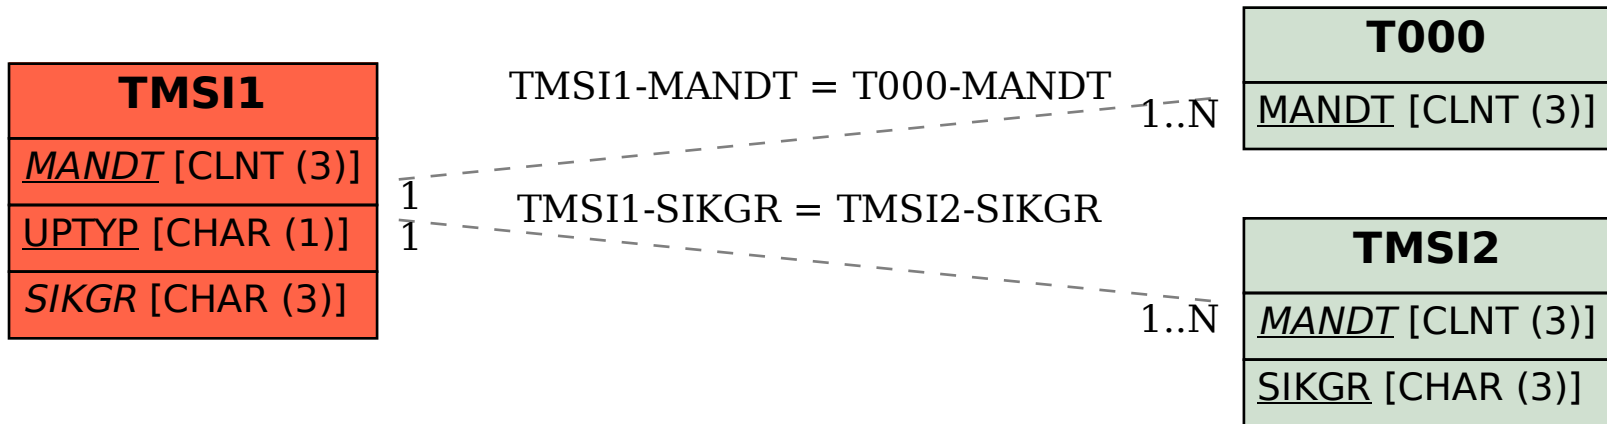 TMSI1
MANDT [CLNT (3)]
UPTYP [CHAR (1)]
SIKGR [CHAR (3)]
TMSI1-MANDT = T000-MANDT
1
1..N
TMSI1-SIKGR = TMSI2-SIKGR
1
1..N
T000
MANDT [CLNT (3)]
TMSI2
MANDT [CLNT (3)]
SIKGR [CHAR (3)]